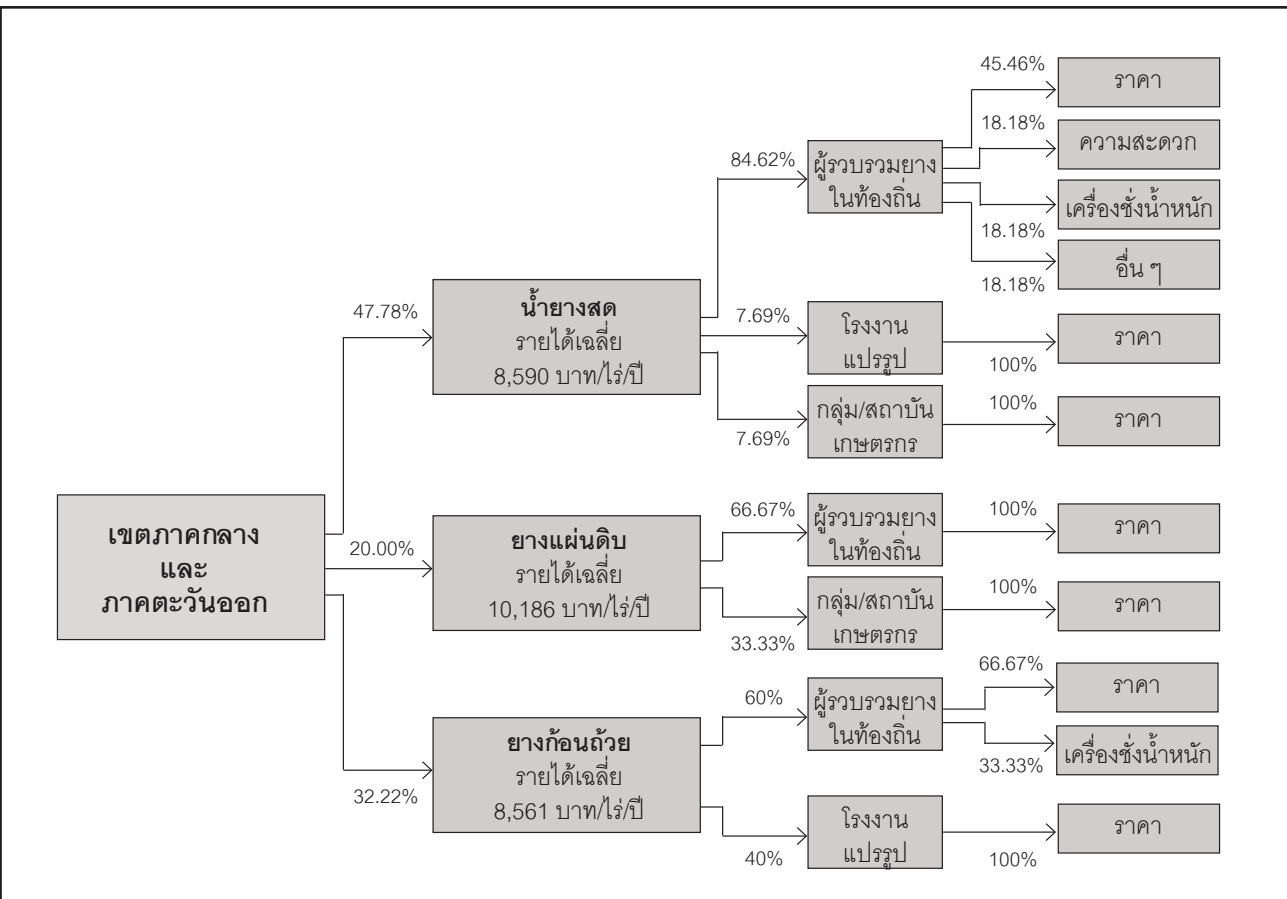 เขตภาคกลาง
และ
ภาคตะวันออก
47.78%
น้ำยางสด
รายได้เฉลี่ย
8,590 บาท/ไร่/ปี
84.62%
ผู้รวบรวมยาง
ในท้องถิ่น
45.46%
ราคา
18.18%
ความสะดวก
เครื่องชั่งน้ำหนัก
18.18%
อื่น ๆ
18.18%
7.69%
โรงงาน
แปรรูป
ราคา
100%
7.69%
กลุ่ม/สถาบัน
เกษตรกร
100%
ราคา
20.00%
ยางแผ่นดิบ
รายได้เฉลี่ย
10,186 บาท/ไร่/ปี
66.67%
ผู้รวบรวมยาง
ในท้องถิ่น
100%
ราคา
33.33%
กลุ่ม/สถาบัน
เกษตรกร
100%
ราคา
32.22%
ยางก้อนถ้วย
รายได้เฉลี่ย
8,561 บาท/ไร่/ปี
60%
ผู้รวบรวมยาง
ในท้องถิ่น
66.67%
ราคา
เครื่องชั่งน้ำหนัก
33.33%
40%
โรงงาน
แปรรูป
ราคา
100%